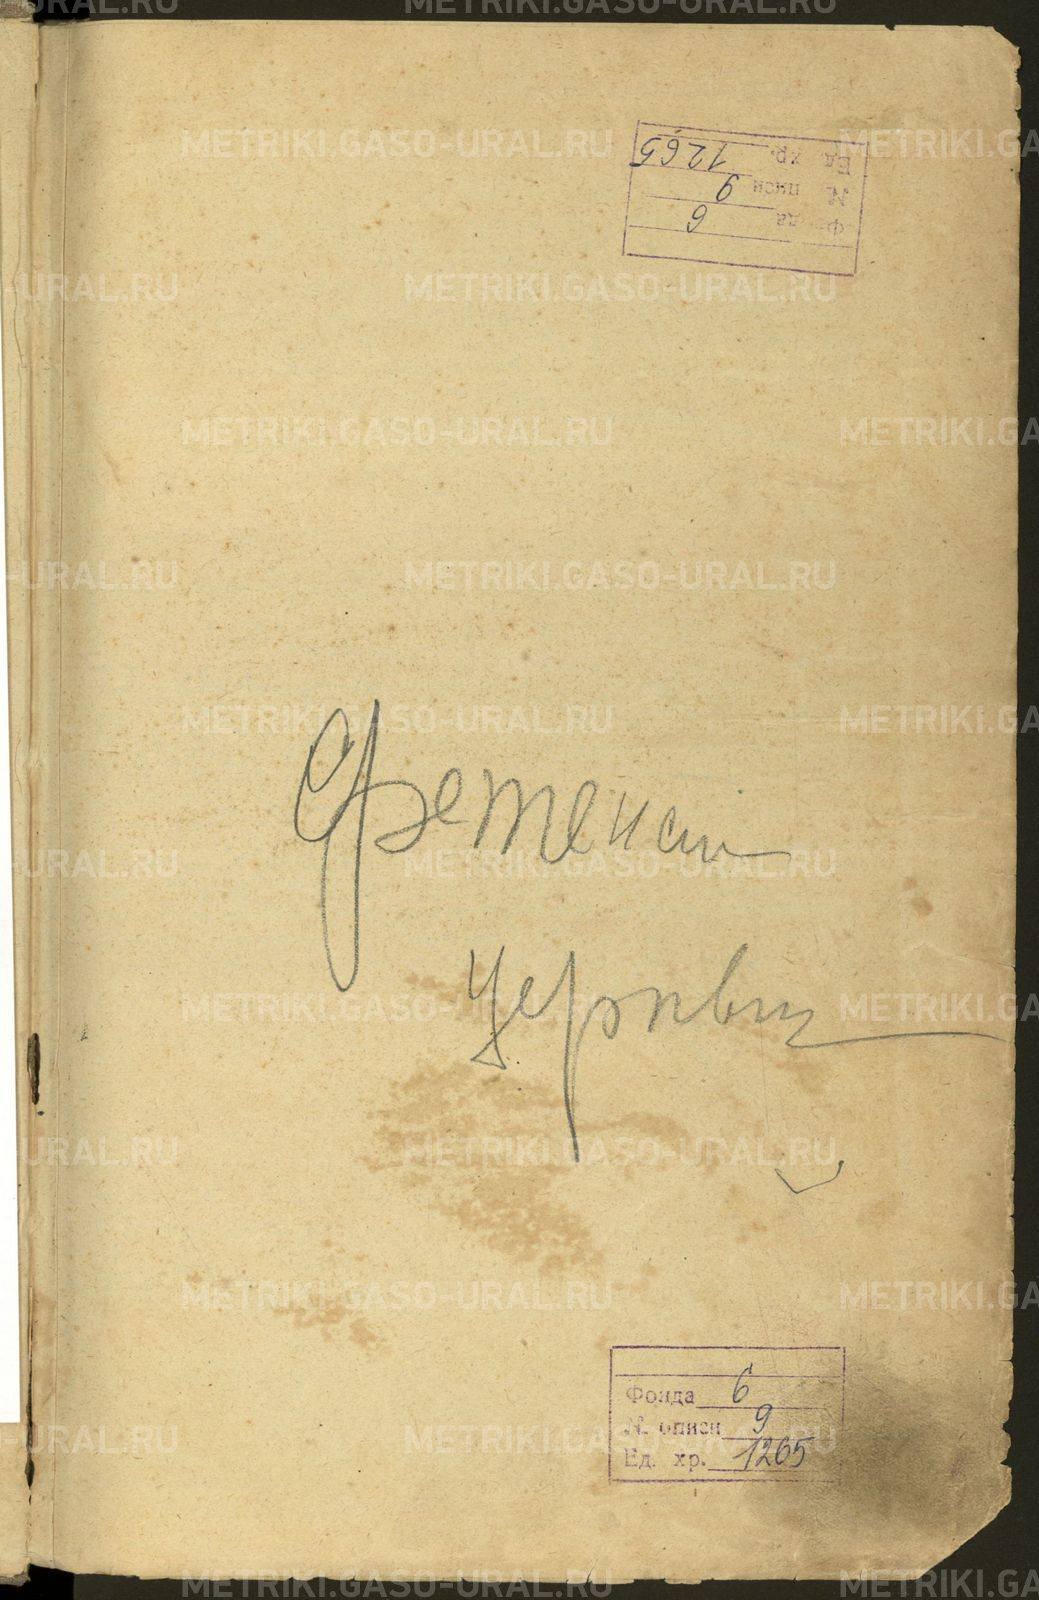 Фонда 6
№ описи 9
Ед. хр. 1265
Сретенск
церкви
Фонда 6
№ описи 9
Ед. хр. 1265
METRIKI.GASO-URAL.RU